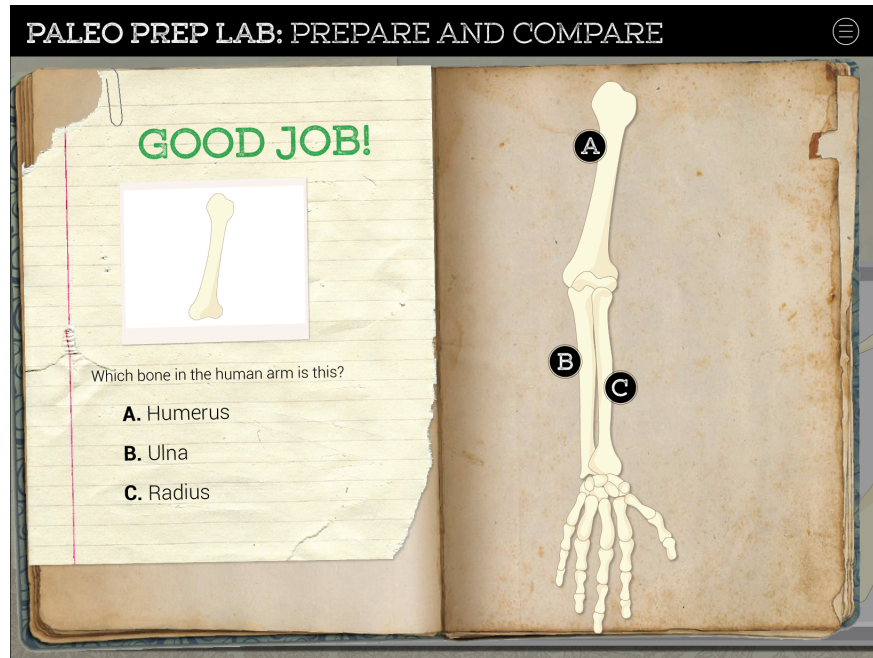 PALEO PREP LAB: PREPARE AND COMPARE
GOOD JOB!
Which bone in the human arm is this?
A. Humerus
B. Ulna
C. Radius
A
B
C